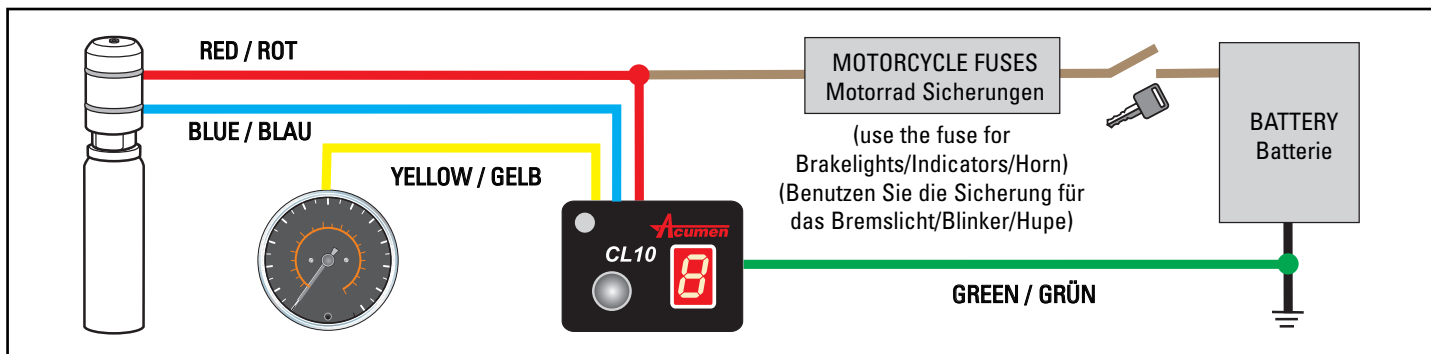 RED / ROT
BLUE / BLAU
YELLOW / GELB
MOTORCYCLE FUSES
Motorrad Sicherungen
(use the fuse for
Brakelights/Indicators/Horn)
(Benutzen Sie die Sicherung für
das Bremslicht/Blinker/Hupe)
BATTERY
Batterie
Acumen
CL10
8
GREEN / GRÜN